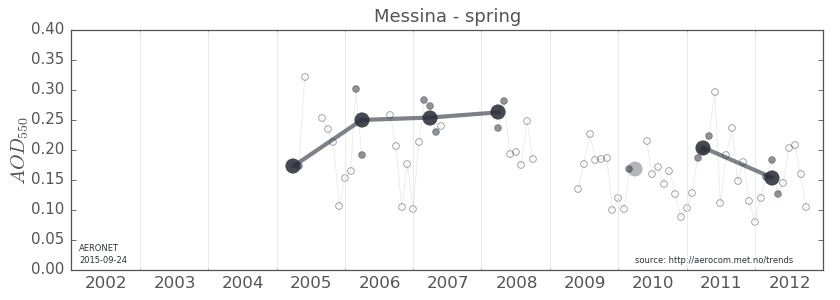 Messina - spring
0.40
0.35
0.30
0.25
0.20
0.15
0.10
0.05
0.00
AOD550
AERONET
2015-09-24
source: http://aerocom.met.no/trends
2002 2003 2004 2005 2006 2007 2008 2009 2010 2011 2012